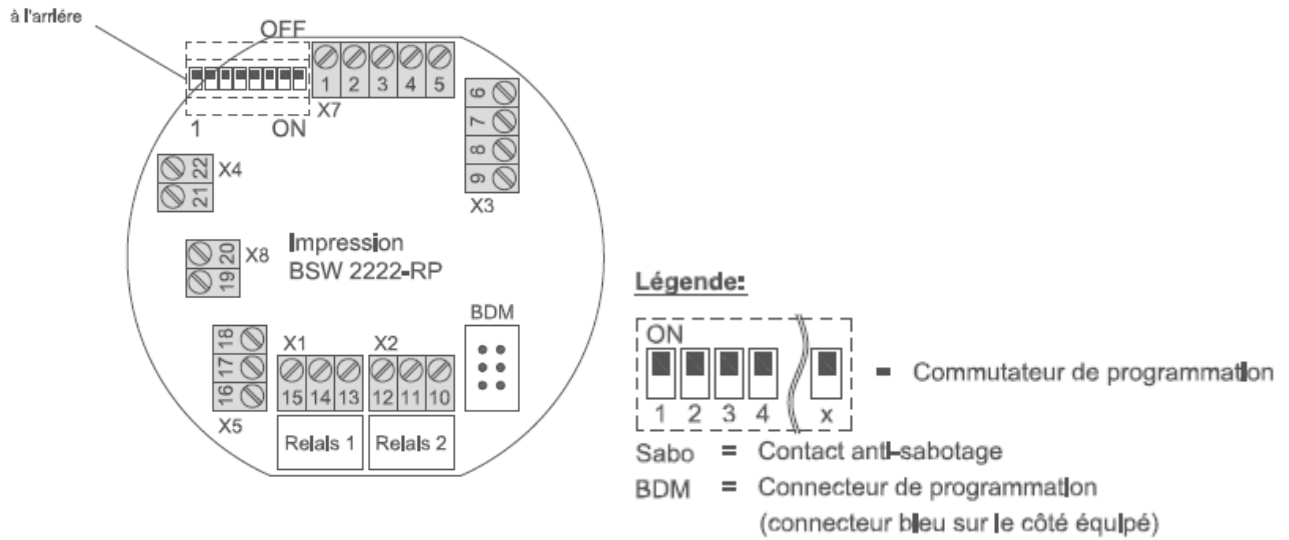 à l'arriére
OFF
1 2 3 4 5
X7
1 ON
6
7
8
9
X3
22
21
X4
20
19
X8
Impression
BSW 2222-RP
BDM
18
17
16
X5
X1
15 14 13
Relais 1
X2
12 11 10
Relais 2
Légende:
ON
1 2 3 4 x
= Commutateur de programmation
Sabo = Contact anti-sabotage
BDM = Connecteur de programmation
(connecteur bleu sur le côté équipé)